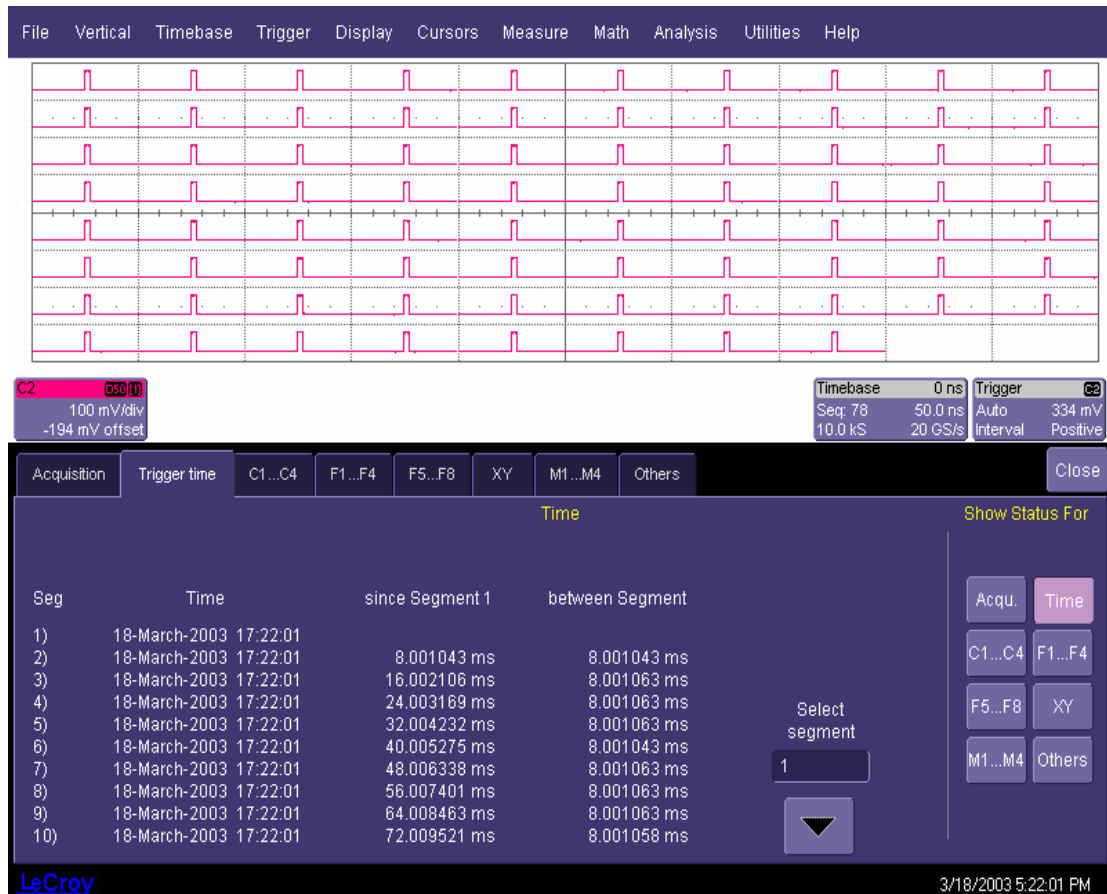 File Vertical Timebase Trigger Display Cursors Measure Math Analysis Utilities Help
C2 D50 [1]
100 mV/div
-194 mV offset
Timebase 0 ns
Seq: 78 50.0 ns
10.0 kS 20 GS/s
Trigger C2
Auto 334 mV
Interval Positive
Acquisition Trigger time C1...C4 F1...F4 F5...F8 XY M1...M4 Others Close
Time
Show Status For
Seg Time since Segment 1 between Segment
1) 18-March-2003 17:22:01
2) 18-March-2003 17:22:01 8.001043 ms 8.001043 ms
3) 18-March-2003 17:22:01 16.002106 ms 8.001063 ms
4) 18-March-2003 17:22:01 24.003169 ms 8.001063 ms
5) 18-March-2003 17:22:01 32.004232 ms 8.001063 ms
6) 18-March-2003 17:22:01 40.005275 ms 8.001043 ms
7) 18-March-2003 17:22:01 48.006338 ms 8.001063 ms
8) 18-March-2003 17:22:01 56.007401 ms 8.001063 ms
9) 18-March-2003 17:22:01 64.008463 ms 8.001063 ms
10) 18-March-2003 17:22:01 72.009521 ms 8.001058 ms
Select
segment
1
Acqu. Time
C1...C4 F1...F4
F5...F8 XY
M1...M4 Others
LeCroy
3/18/2003 5:22:01 PM